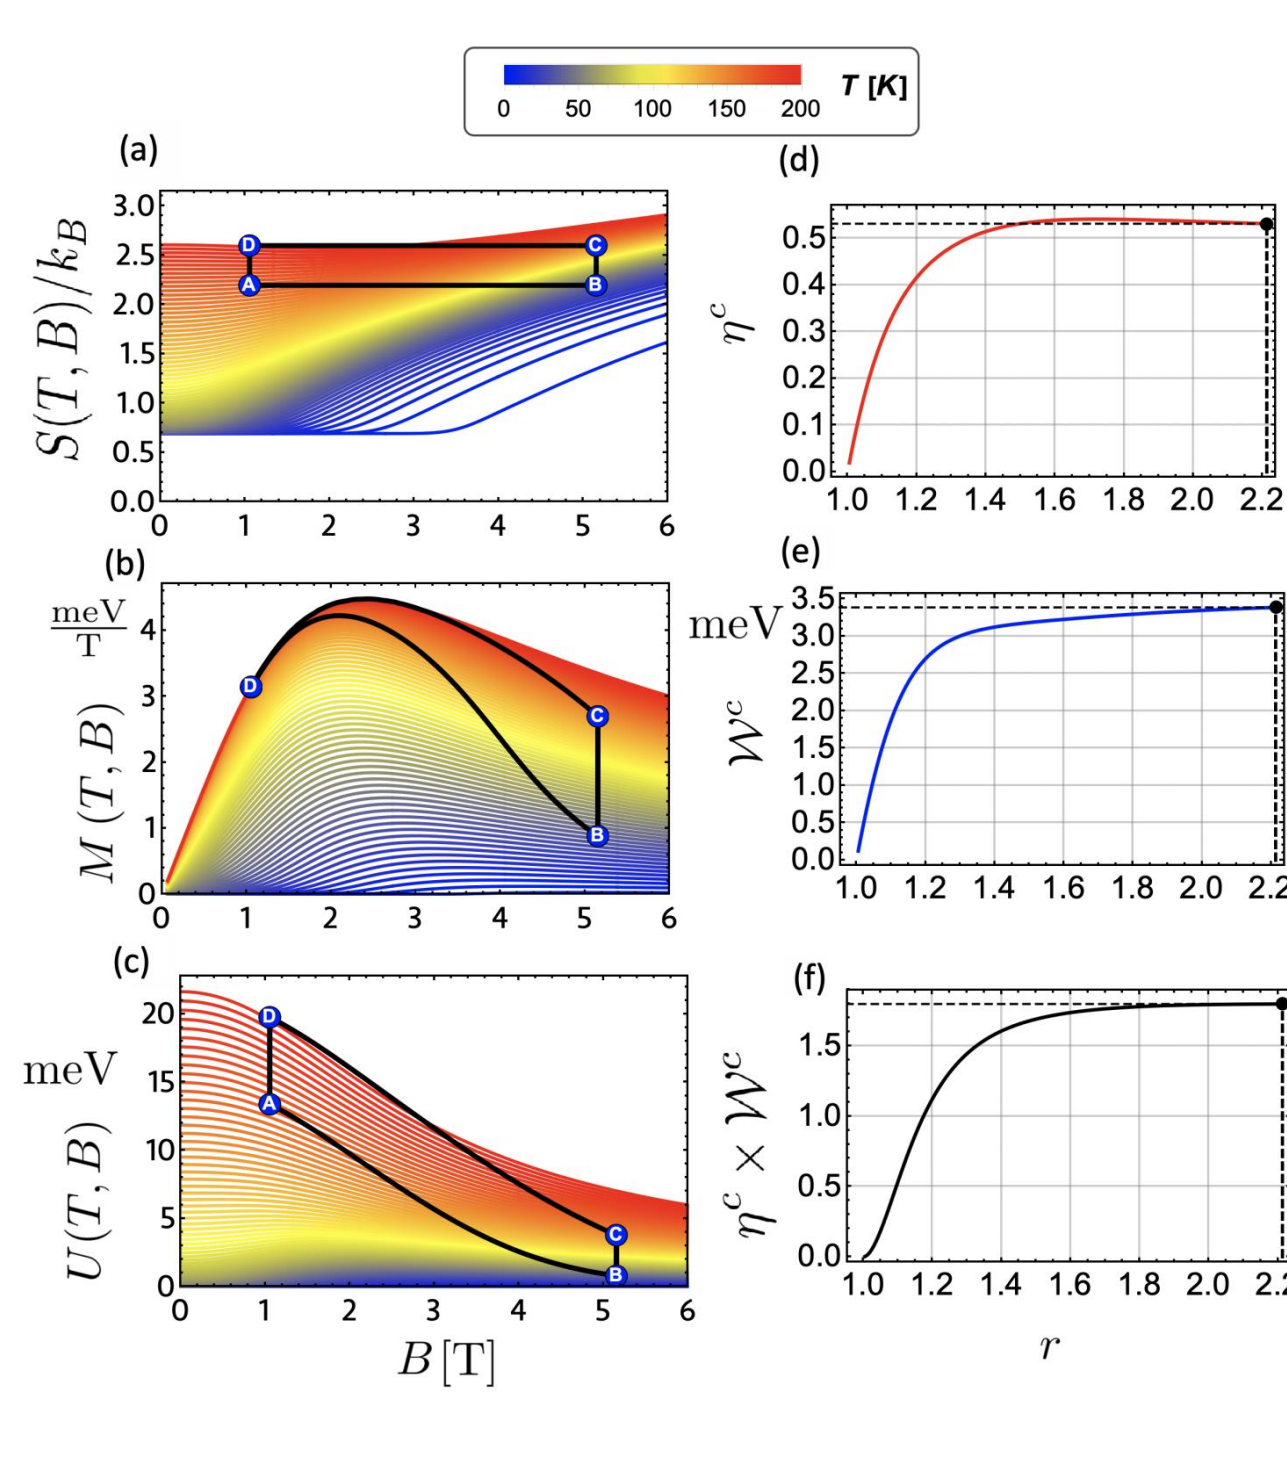 T [K]
0 50 100 150 200
(a)
S(T, B)/k_B
3.0
2.5
2.0
1.5
1.0
0.5
0.0
D C
A B
0 1 2 3 4 5 6
(b)
meV/T
M (T, B)
4
3
2
1
0
D
C
B
0 1 2 3 4 5 6
(c)
meV
U(T, B)
20
15
10
5
0
D
A
C
B
0 1 2 3 4 5 6
B [T]
(d)
η^c
0.5
0.4
0.3
0.2
0.1
0.0
1.0 1.2 1.4 1.6 1.8 2.0 2.2
(e)
meV
𝒲^c
3.5
3.0
2.5
2.0
1.5
1.0
0.5
0.0
1.0 1.2 1.4 1.6 1.8 2.0 2.2
(f)
η^c × 𝒲^c
1.5
1.0
0.5
0.0
1.0 1.2 1.4 1.6 1.8 2.0 2.2
r